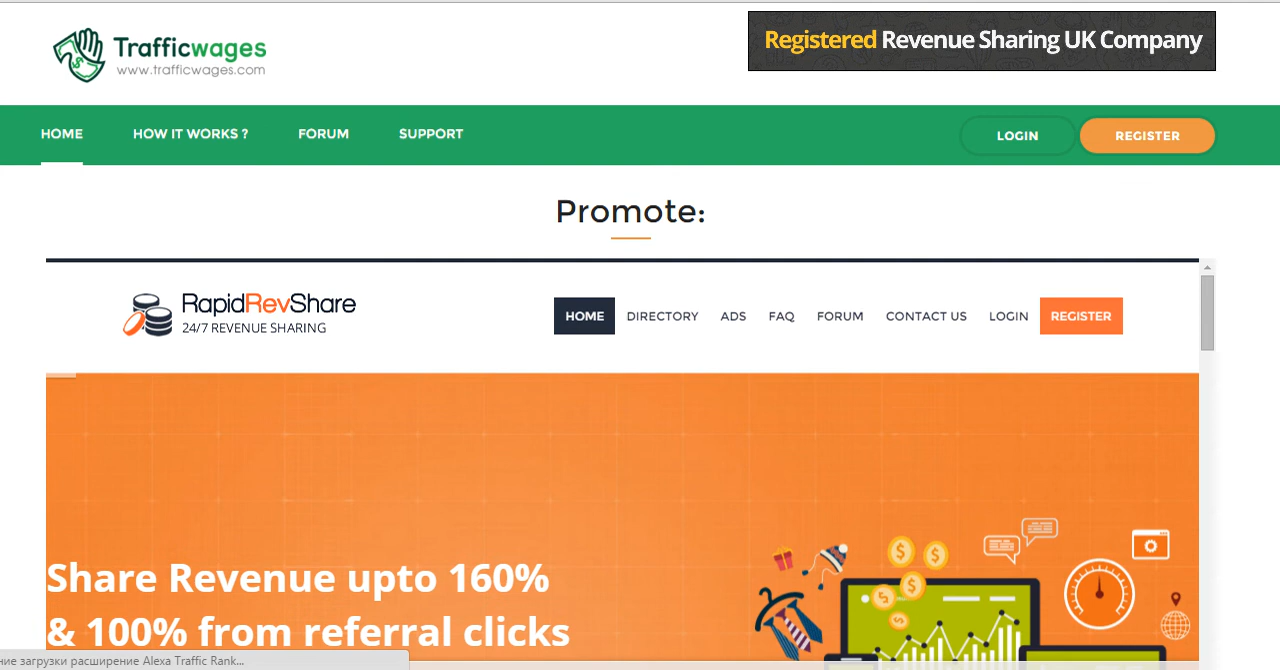 Trafficwages
www.trafficwages.com
Registered Revenue Sharing UK Company
HOME HOW IT WORKS ? FORUM SUPPORT LOGIN REGISTER
Promote:
RapidRevShare
24/7 REVENUE SHARING
HOME DIRECTORY ADS FAQ FORUM CONTACT US LOGIN REGISTER
Share Revenue upto 160%
& 100% from referral clicks
ние загрузки расширение Alexa Traffic Rank...